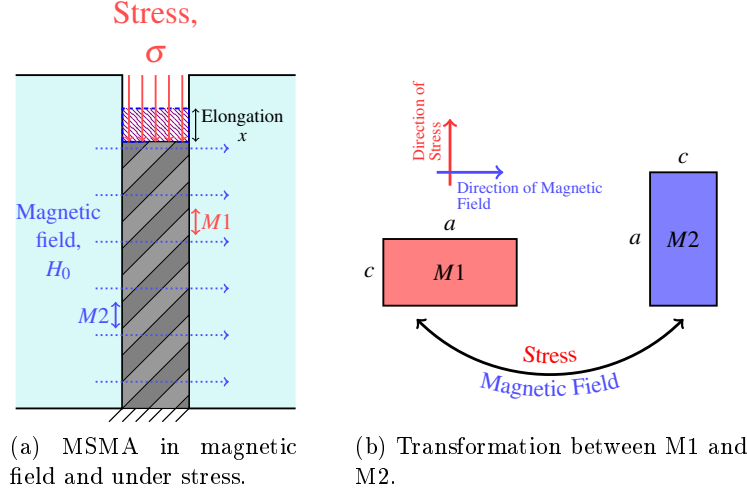 Stress,
σ
Elongation
x
Magnetic
field,
H₀
M1
M2
Direction of
Stress
Direction of Magnetic
Field
a
c
M1
c
a
M2
Stress
Magnetic Field
(a) MSMA in magnetic
field and under stress.
(b) Transformation between M1 and
M2.